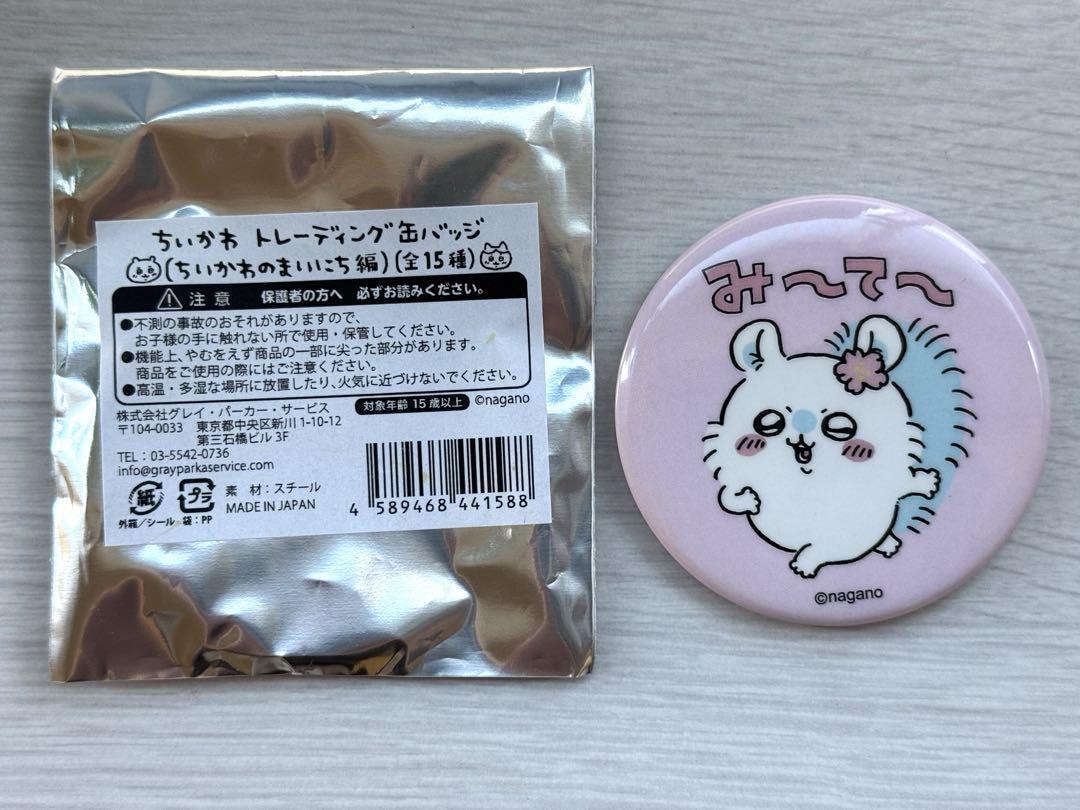 ちいかわ トレーディング缶バッジ
(ちいかわのまいにち編)(全15種)
注意 保護者の方へ 必ずお読みください。
●不測の事故のおそれがありますので、
お子様の手に触れない所で使用・保管してください。
●機能上、やむをえず商品の一部に尖った部分があります。
商品をご使用の際にはご注意ください。
●高温・多湿な場所に放置したり、火気に近づけないでください。
株式会社グレイ・パーカー・サービス
対象年齢15歳以上 ©nagano
〒104-0033 東京都中央区新川1-10-12
第三石橋ビル3F
TEL：03-5542-0736
info@grayparkaservice.com
紙
プラ
素 材：スチール
MADE IN JAPAN
外箱／シール 袋：PP
4 589468 441588
み〜て〜
©nagano